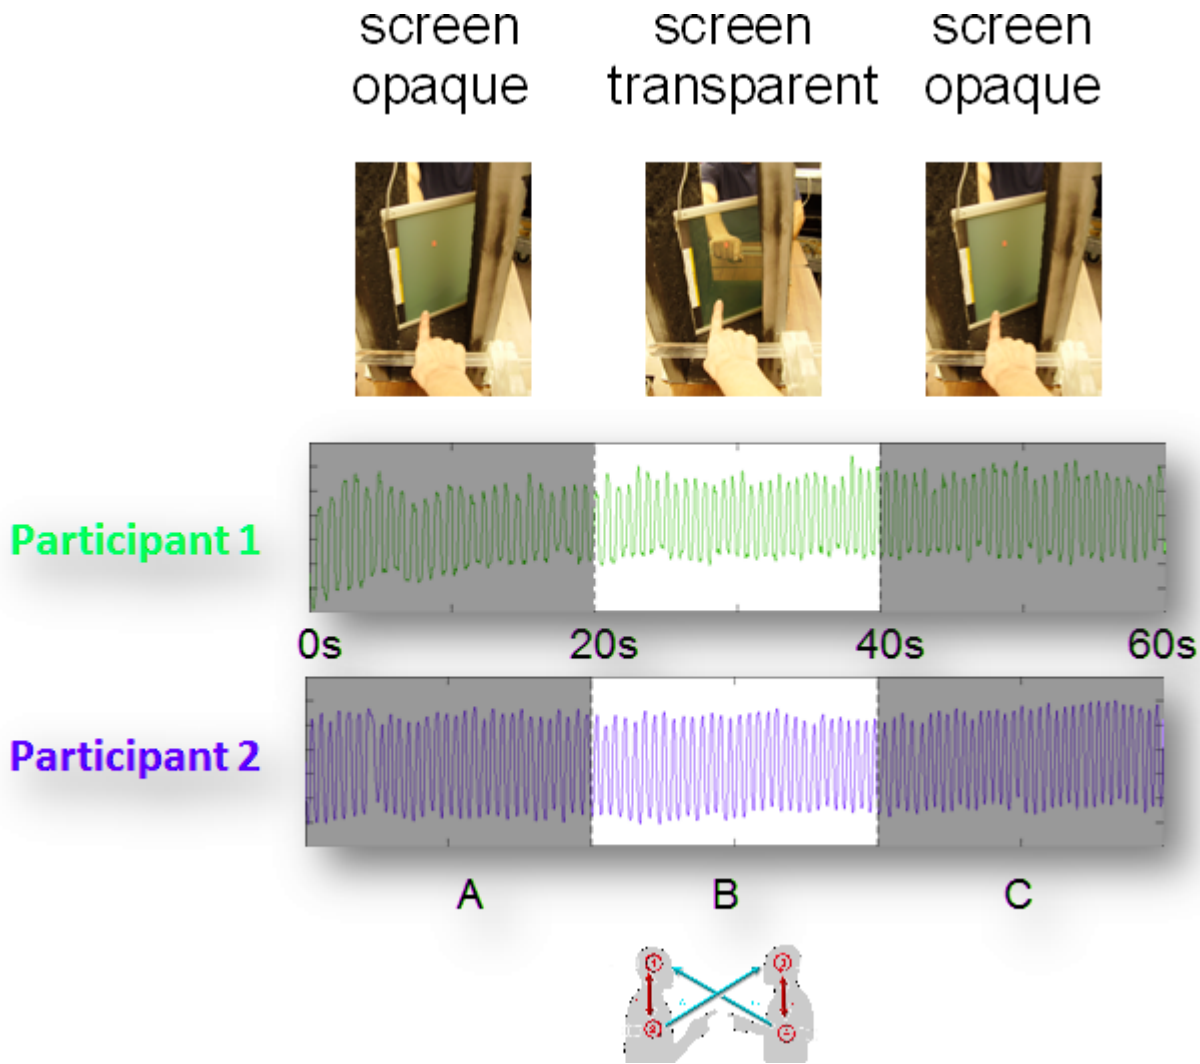 screen
opaque
screen
transparent
screen
opaque
Participant 1
0s 20s 40s 60s
Participant 2
A B C